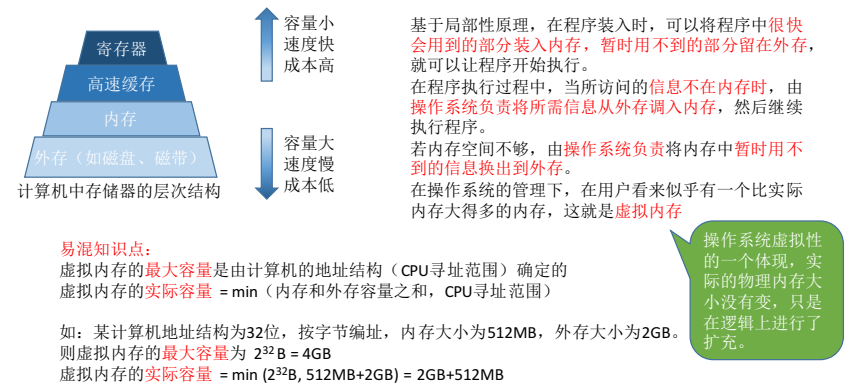 寄存器
高速缓存
内存
外存（如磁盘、磁带）
计算机中存储器的层次结构
容量小
速度快
成本高
容量大
速度慢
成本低
基于局部性原理，在程序装入时，可以将程序中很快
会用到的部分装入内存，暂时用不到的部分留在外存，
就可以让程序开始执行。
在程序执行过程中，当所访问的信息不在内存时，由
操作系统负责将所需信息从外存调入内存，然后继续
执行程序。
若内存空间不够，由操作系统负责将内存中暂时用不
到的信息换出到外存。
在操作系统的管理下，在用户看来似乎有一个比实际
内存大得多的内存，这就是虚拟内存
操作系统虚拟性
的一个体现，实
际的物理内存大
小没有变，只是
在逻辑上进行了
扩充。
易混知识点：
虚拟内存的最大容量是由计算机的地址结构（CPU寻址范围）确定的
虚拟内存的实际容量 = min（内存和外存容量之和，CPU寻址范围）
如：某计算机地址结构为32位，按字节编址，内存大小为512MB，外存大小为2GB。
则虚拟内存的最大容量为 2³² B = 4GB
虚拟内存的实际容量 = min (2³²B, 512MB+2GB) = 2GB+512MB